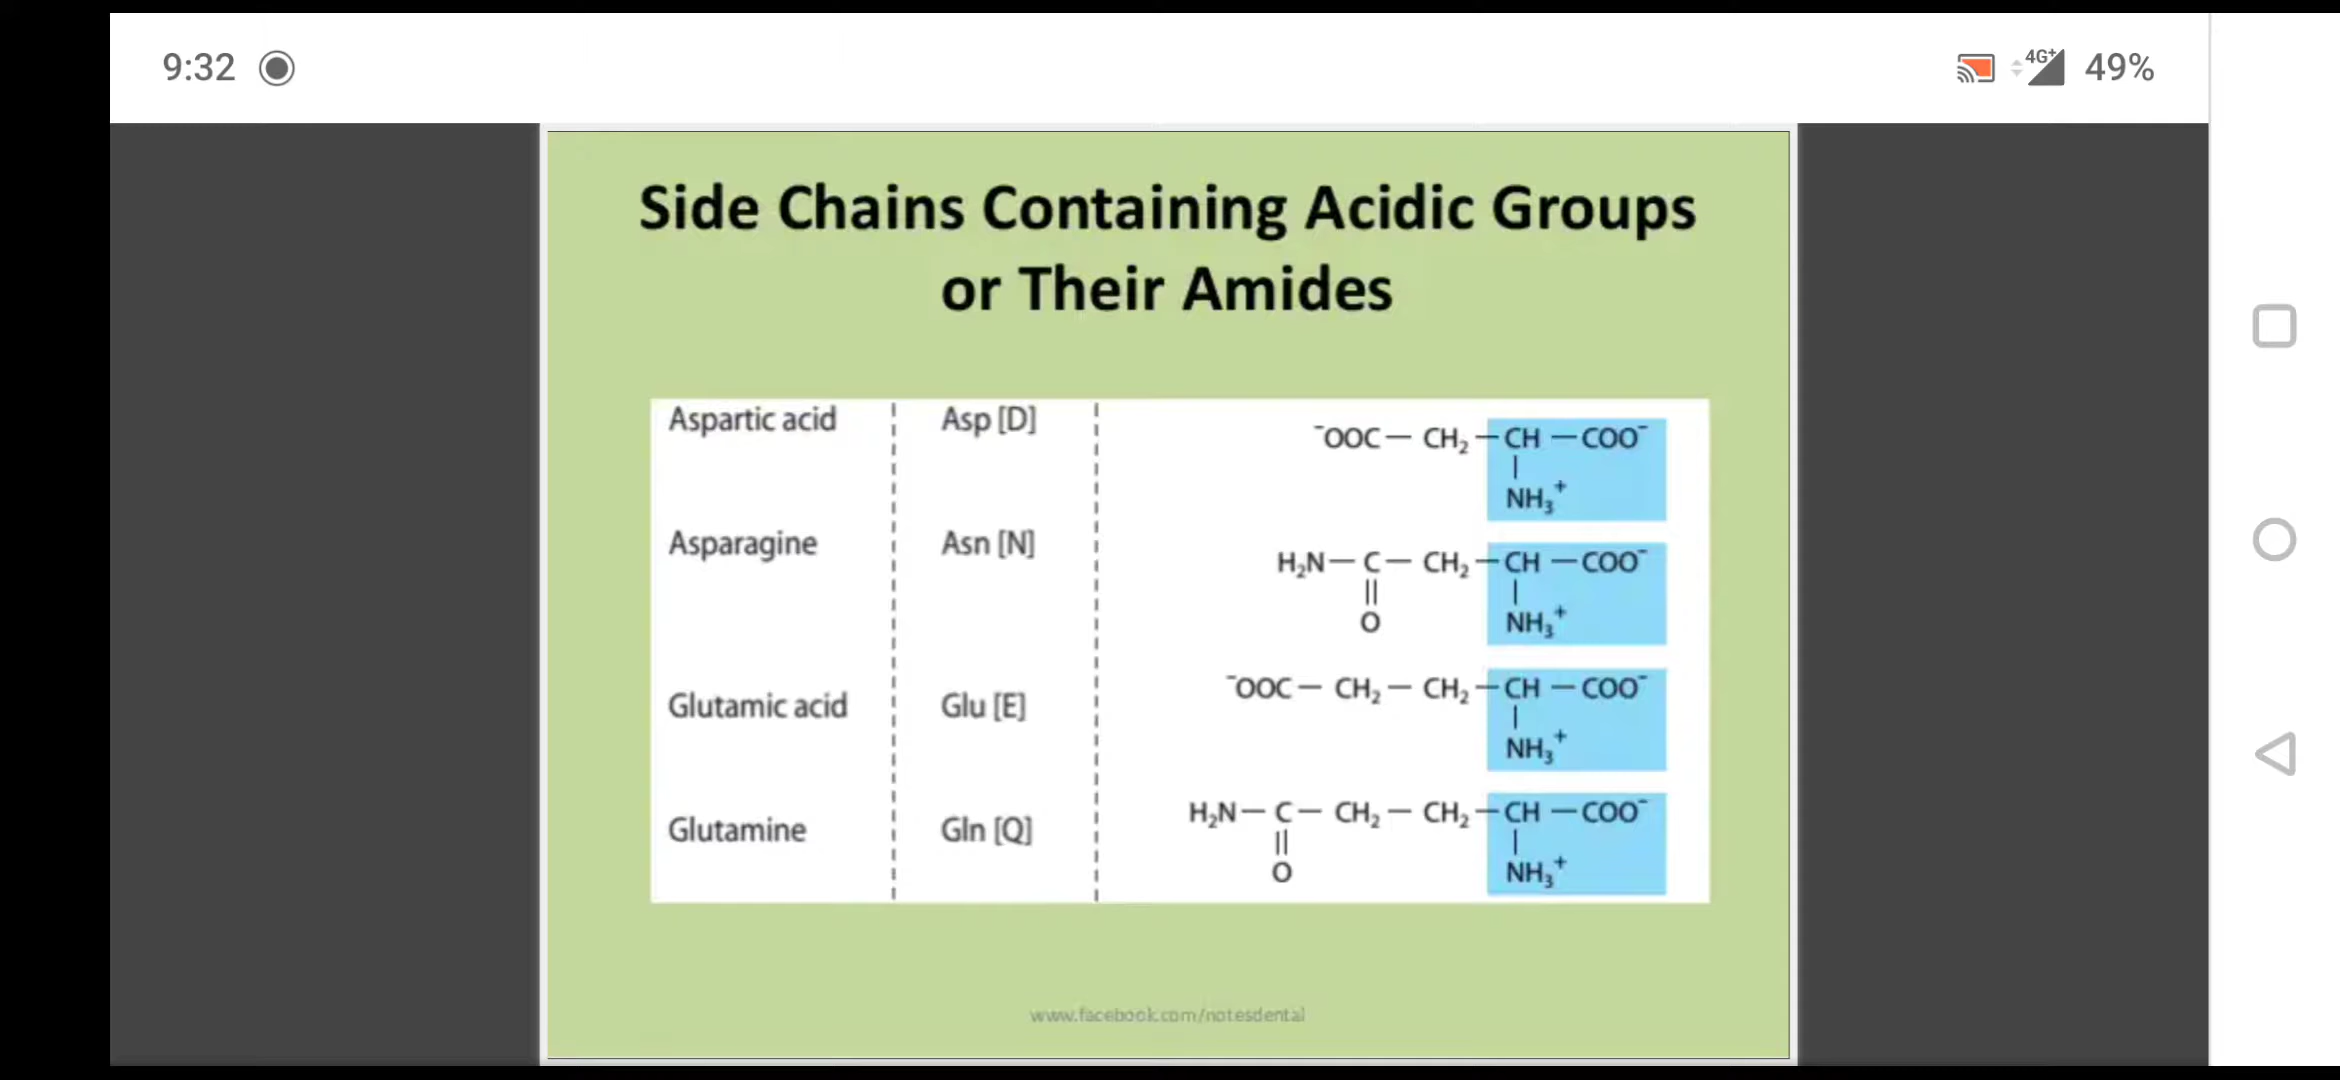 9:32
4G+ 49%
Side Chains Containing Acidic Groups
or Their Amides
Aspartic acid Asp [D] ⁻OOC — CH₂ — CH — COO⁻
NH₃⁺
Asparagine Asn [N] H₂N — C — CH₂ — CH — COO⁻
O NH₃⁺
Glutamic acid Glu [E] ⁻OOC — CH₂ — CH₂ — CH — COO⁻
NH₃⁺
Glutamine Gln [Q] H₂N — C — CH₂ — CH₂ — CH — COO⁻
O NH₃⁺
www.facebook.com/notesdental